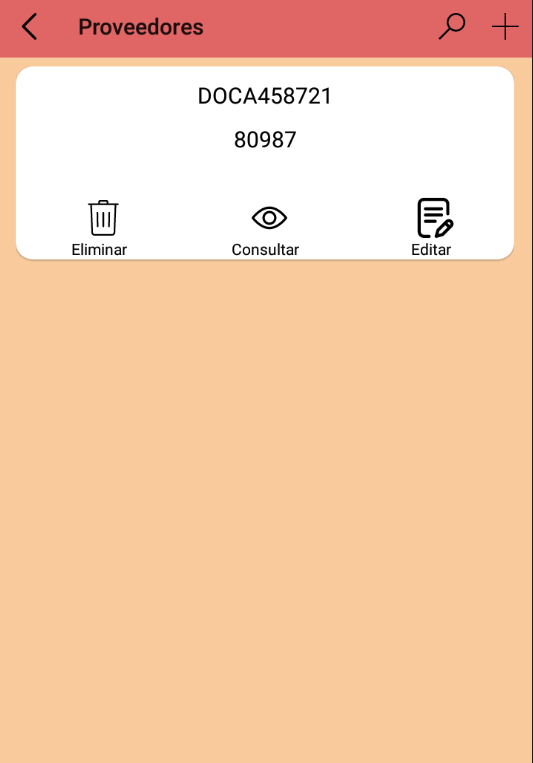 Proveedores
DOCA458721
80987
Eliminar
Consultar
Editar